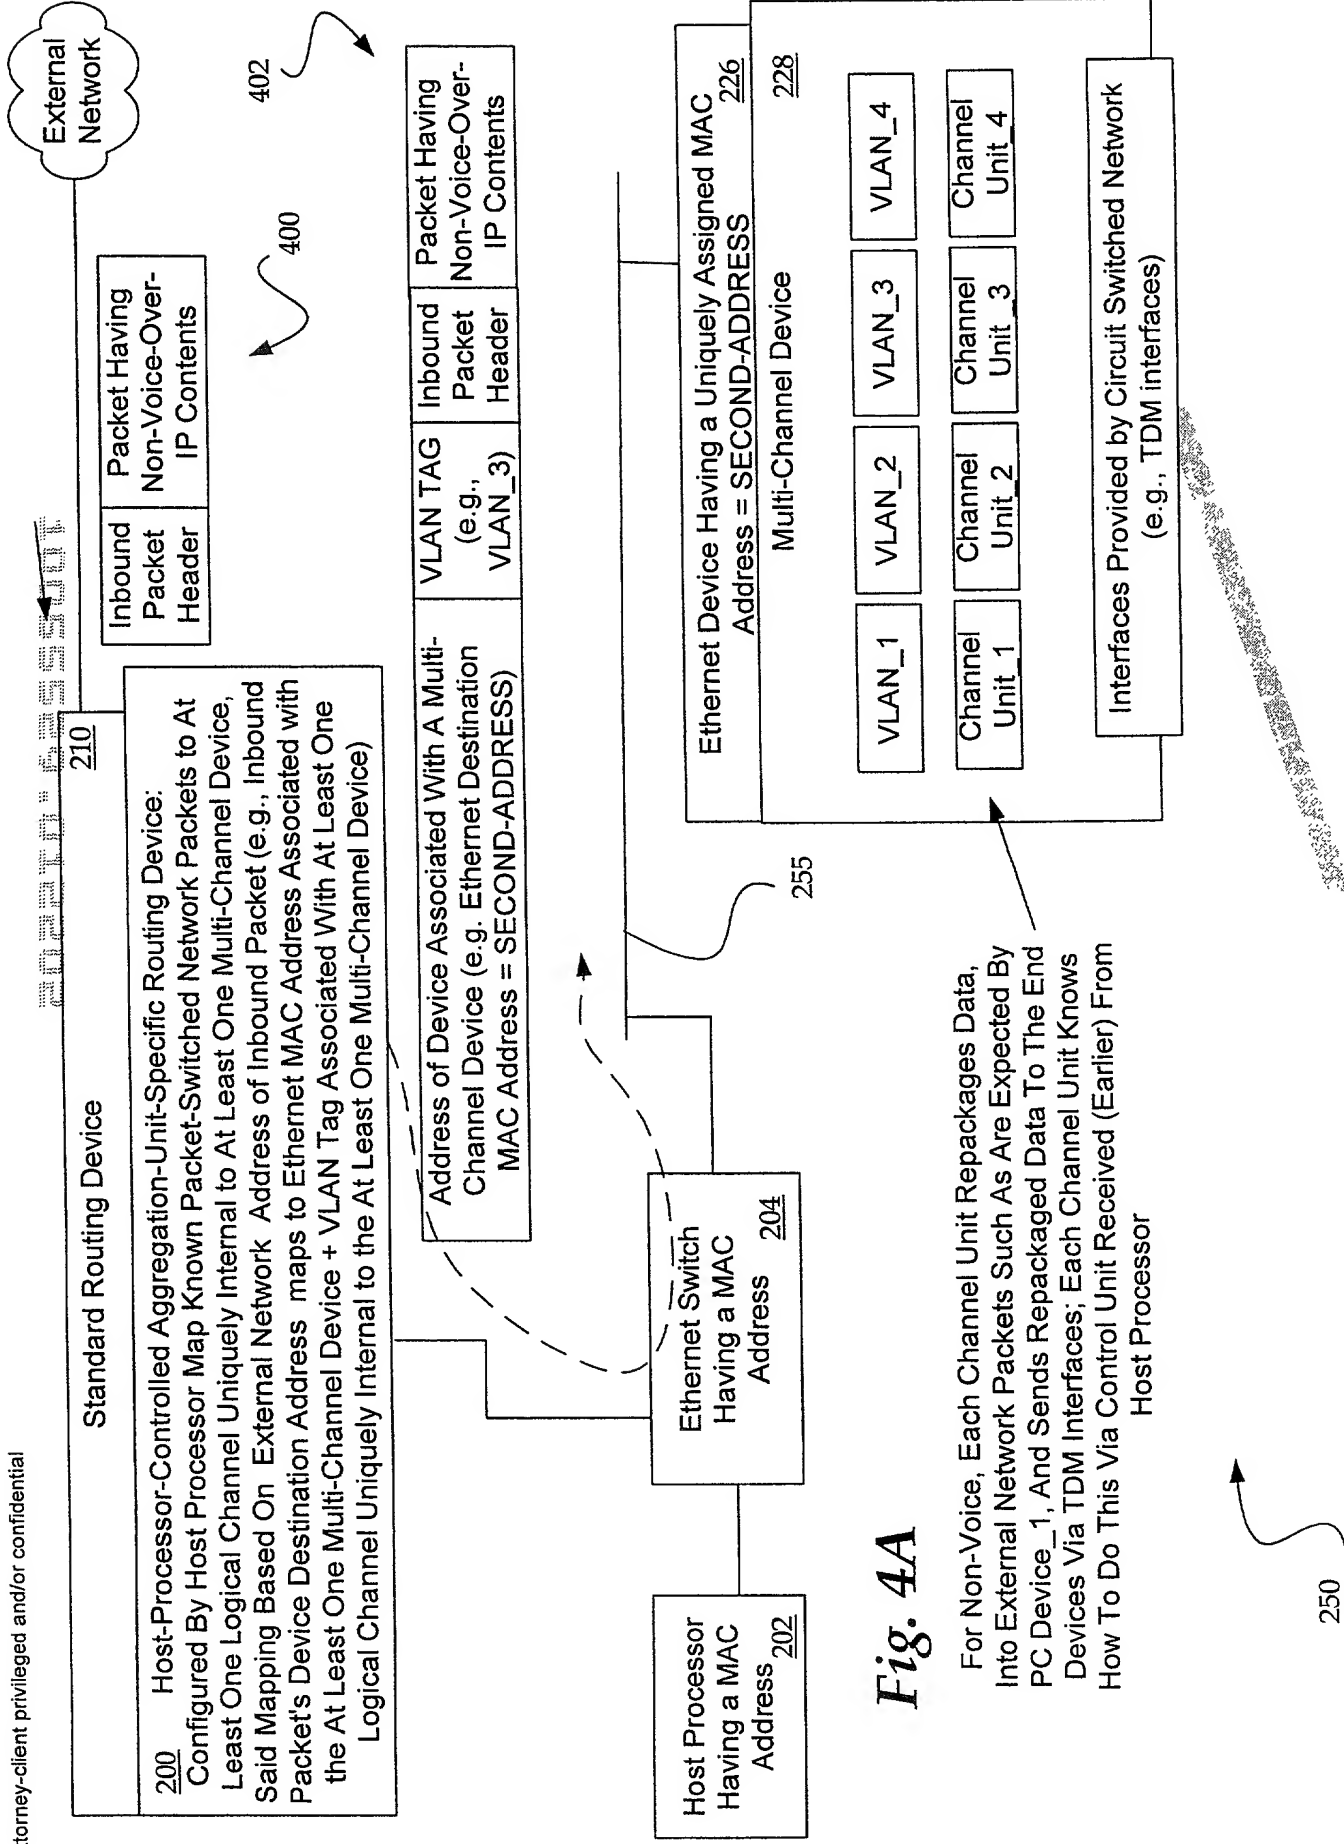 torney-client privileged and/or confidential
Standard Routing Device
210
External
Network
200
Host-Processor-Controlled Aggregation-Unit-Specific Routing Device:
Configured By Host Processor Map Known Packet-Switched Network Packets to At
Least One Logical Channel Uniquely Internal to At Least One Multi-Channel Device,
Said Mapping Based On External Network Address of Inbound Packet (e.g., Inbound
Packet's Device Destination Address maps to Ethernet MAC Address Associated with
the At Least One Multi-Channel Device + VLAN Tag Associated With At Least One
Logical Channel Uniquely Internal to the At Least One Multi-Channel Device)
Inbound
Packet
Header
Packet Having
Non-Voice-Over-
IP Contents
400
402
Address of Device Associated With A Multi-
Channel Device (e.g. Ethernet Destination
MAC Address = SECOND-ADDRESS)
VLAN TAG
(e.g.,
VLAN_3)
Inbound
Packet
Header
Packet Having
Non-Voice-Over-
IP Contents
Host Processor
Having a MAC
Address
202
Ethernet Switch
Having a MAC
Address
204
255
Ethernet Device Having a Uniquely Assigned MAC
Address = SECOND-ADDRESS
226
Multi-Channel Device
228
VLAN_1
VLAN_2
VLAN_3
VLAN_4
Channel
Unit_1
Channel
Unit_2
Channel
Unit_3
Channel
Unit_4
Interfaces Provided by Circuit Switched Network
(e.g., TDM interfaces)
Fig. 4A
For Non-Voice, Each Channel Unit Repackages Data,
Into External Network Packets Such As Are Expected By
PC Device_1, And Sends Repackaged Data To The End
Devices Via TDM Interfaces; Each Channel Unit Knows
How To Do This Via Control Unit Received (Earlier) From
Host Processor
250